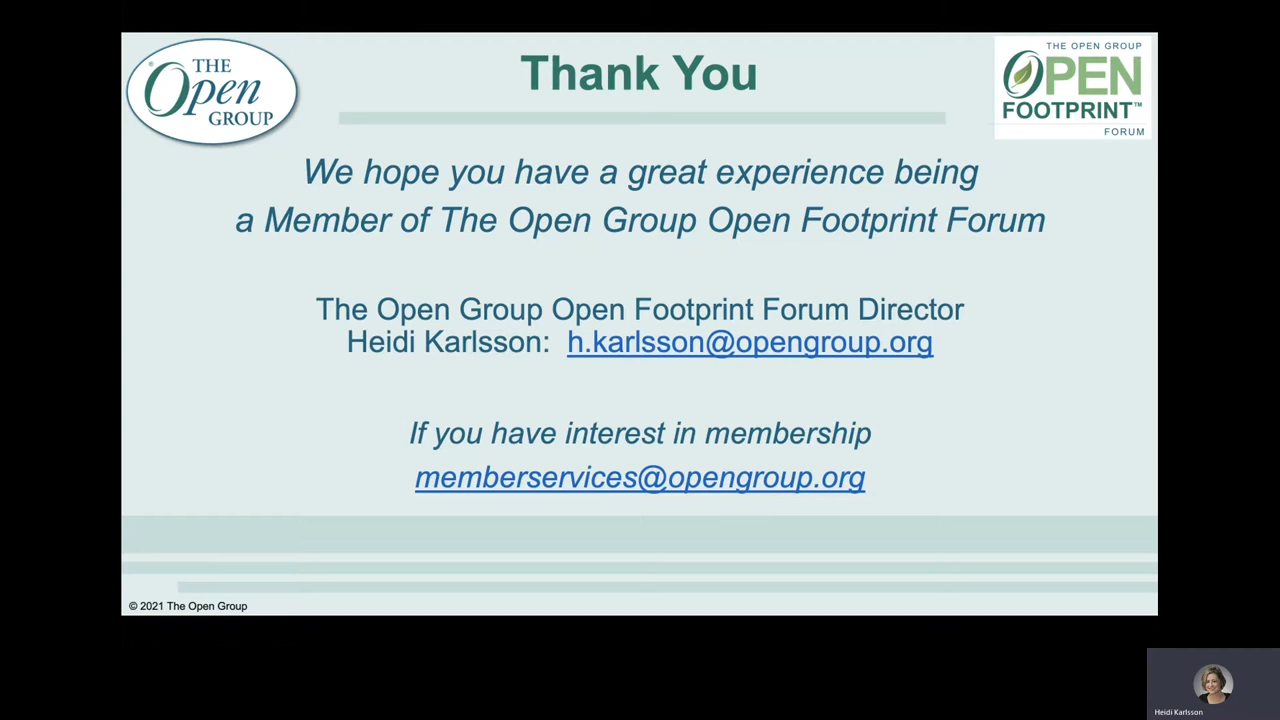 THE
Open
GROUP
Thank You
THE OPEN GROUP
OPEN
FOOTPRINT™
FORUM
We hope you have a great experience being
a Member of The Open Group Open Footprint Forum
The Open Group Open Footprint Forum Director
Heidi Karlsson: h.karlsson@opengroup.org
If you have interest in membership
memberservices@opengroup.org
© 2021 The Open Group
Heidi Karlsson